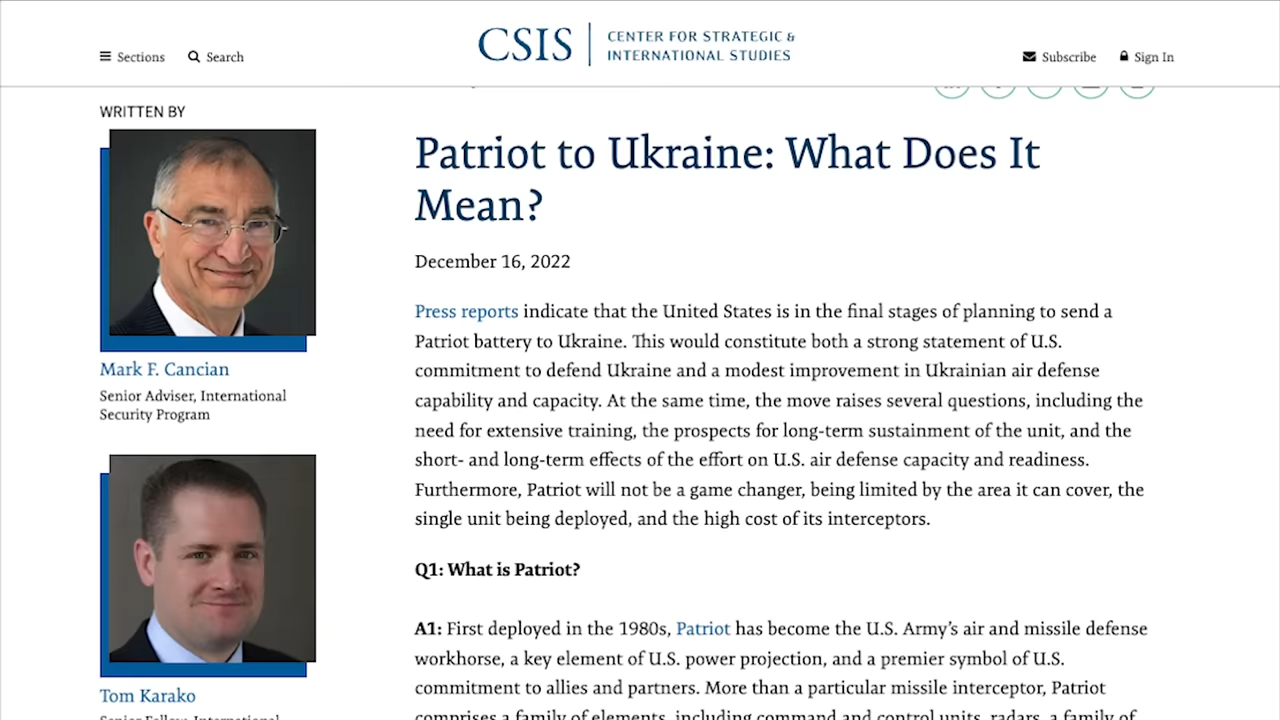 Sections
Search
CSIS
CENTER FOR STRATEGIC &
INTERNATIONAL STUDIES
Subscribe
Sign In
WRITTEN BY
Mark F. Cancian
Senior Adviser, International
Security Program
Tom Karako
Senior Fellow, International
Patriot to Ukraine: What Does It
Mean?
December 16, 2022
Press reports indicate that the United States is in the final stages of planning to send a
Patriot battery to Ukraine. This would constitute both a strong statement of U.S.
commitment to defend Ukraine and a modest improvement in Ukrainian air defense
capability and capacity. At the same time, the move raises several questions, including the
need for extensive training, the prospects for long-term sustainment of the unit, and the
short- and long-term effects of the effort on U.S. air defense capacity and readiness.
Furthermore, Patriot will not be a game changer, being limited by the area it can cover, the
single unit being deployed, and the high cost of its interceptors.
Q1: What is Patriot?
A1: First deployed in the 1980s, Patriot has become the U.S. Army's air and missile defense
workhorse, a key element of U.S. power projection, and a premier symbol of U.S.
commitment to allies and partners. More than a particular missile interceptor, Patriot
comprises a family of elements, including command and control units, radars, a family of